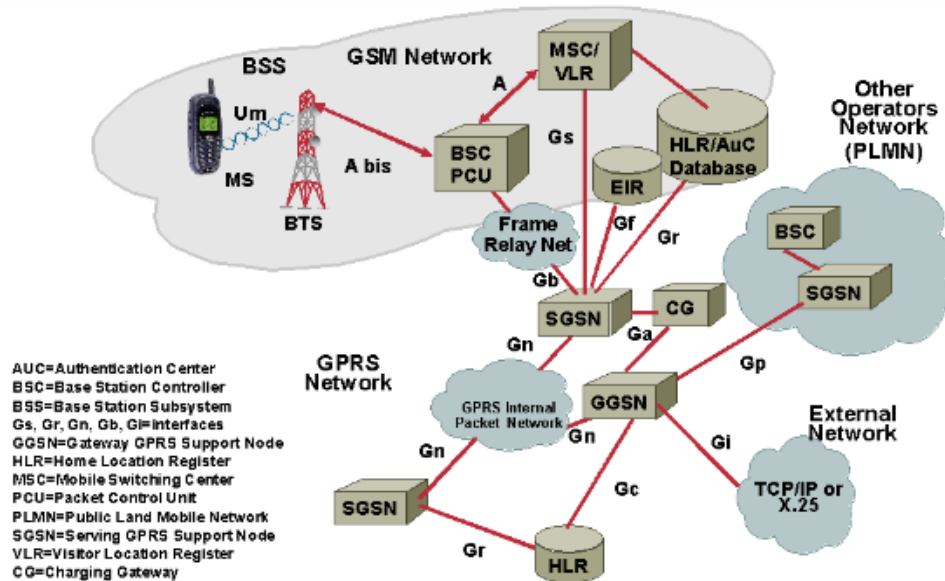 GSM Network
BSS
MSC/
VLR
Other
Operators
Network
(PLMN)
Um
A
MS
A bis
BTS
BSC
PCU
Gs
HLR/AuC
Database
EIR
Gf
Gr
Frame
Relay Net
Gb
BSC
SGSN
SGSN
CG
Gn
Ga
Gp
GPRS
Network
GPRS Internal
Packet Network
GGSN
Gn
External
Network
Gi
TCP/IP or
X.25
Gn
SGSN
Gc
Gr
HLR
AUC=Authentication Center
BSC=Base Station Controller
BSS=Base Station Subsystem
Gs, Gr, Gn, Gb, Gi=interfaces
GGSN=Gateway GPRS Support Node
HLR=Home Location Register
MSC=Mobile Switching Center
PCU=Packet Control Unit
PLMN=Public Land Mobile Network
SGSN=Serving GPRS Support Node
VLR=Visitor Location Register
CG=Charging Gateway